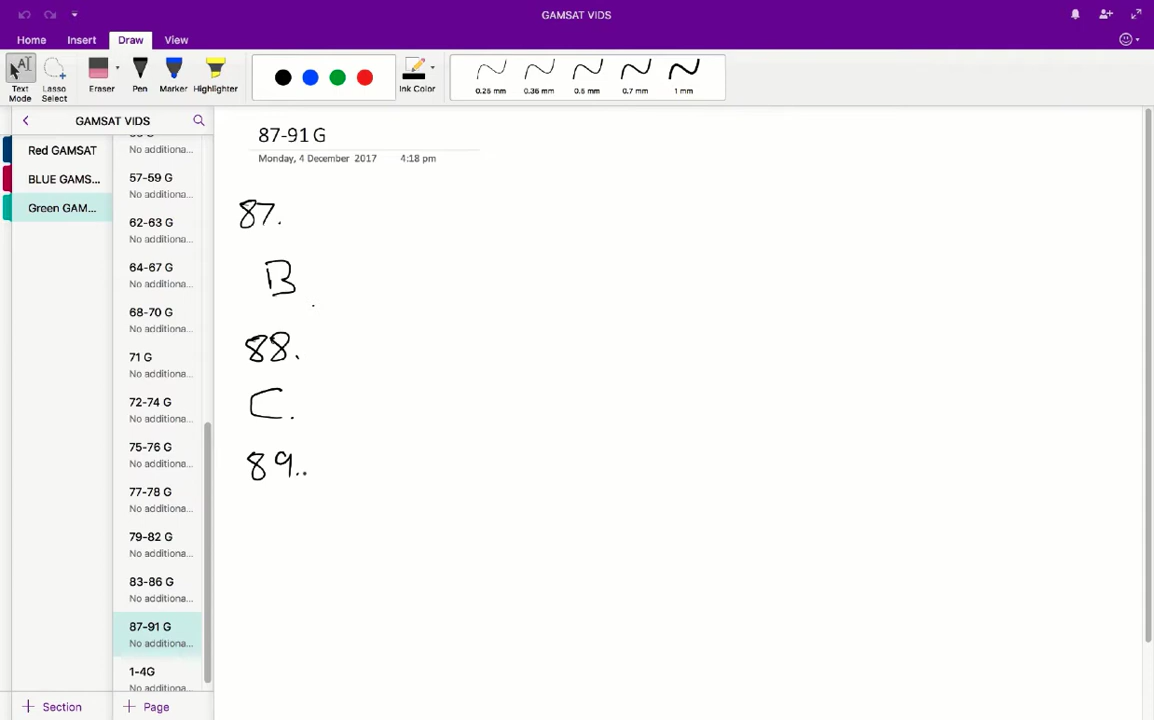 GAMSAT VIDS
Home Insert Draw View
Text Mode
Lasso Select
Eraser
Pen
Marker
Highlighter
Ink Color
0.25 mm
0.35 mm
0.5 mm
0.7 mm
1 mm
GAMSAT VIDS
Red GAMSAT
BLUE GAMS...
Green GAM...
No additiona...
57-59 G
No additiona...
62-63 G
No additiona...
64-67 G
No additiona...
68-70 G
No additiona...
71 G
No additiona...
72-74 G
No additiona...
75-76 G
No additiona...
77-78 G
No additiona...
79-82 G
No additiona...
83-86 G
No additiona...
87-91 G
No additiona...
1-4G
No additiona...
+ Section
+ Page
87-91 G
Monday, 4 December 2017 4:18 pm
87.
B
88.
C.
89..